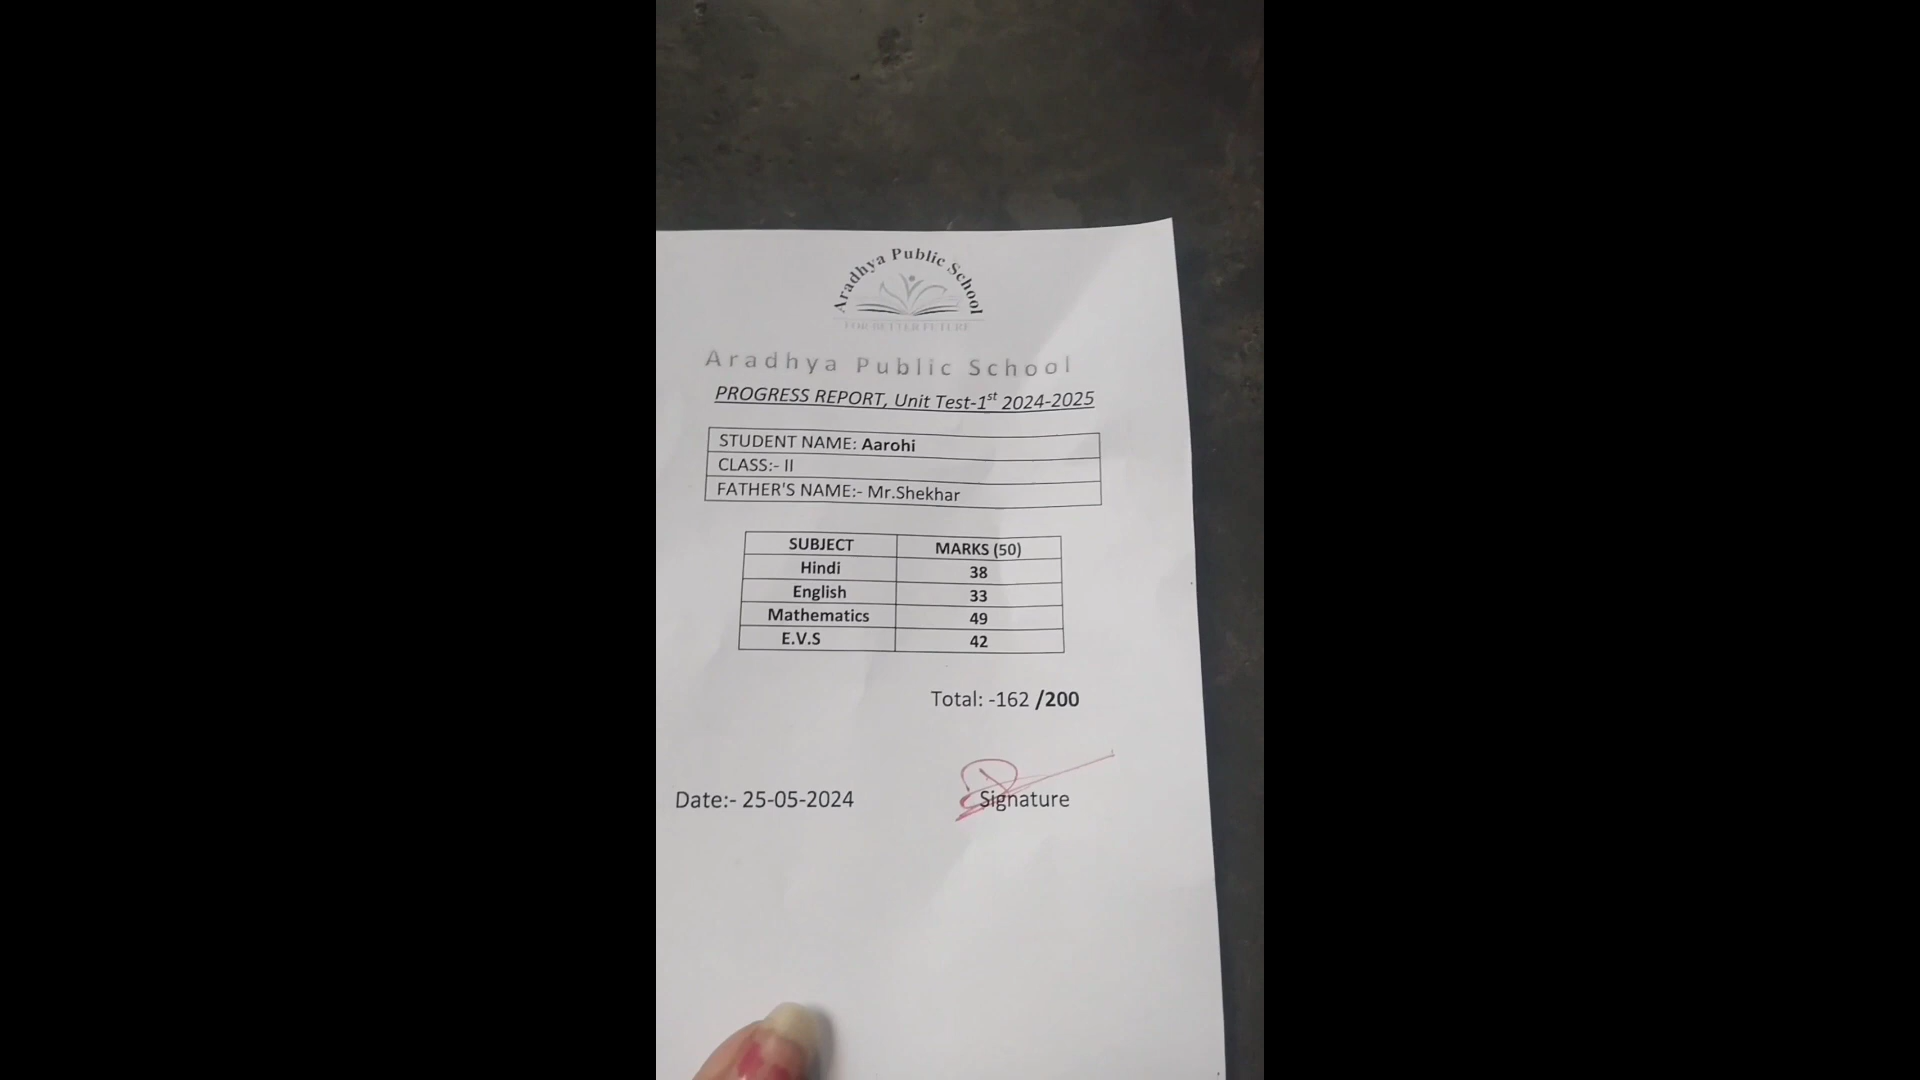 Aradhya Public School
FOR BETTER FUTURE
Aradhya Public School
PROGRESS REPORT, Unit Test-1st 2024-2025
STUDENT NAME: Aarohi
CLASS:- II
FATHER'S NAME:- Mr.Shekhar
SUBJECT MARKS (50)
Hindi 38
English 33
Mathematics 49
E.V.S 42
Total: -162 /200
Date:- 25-05-2024 Signature